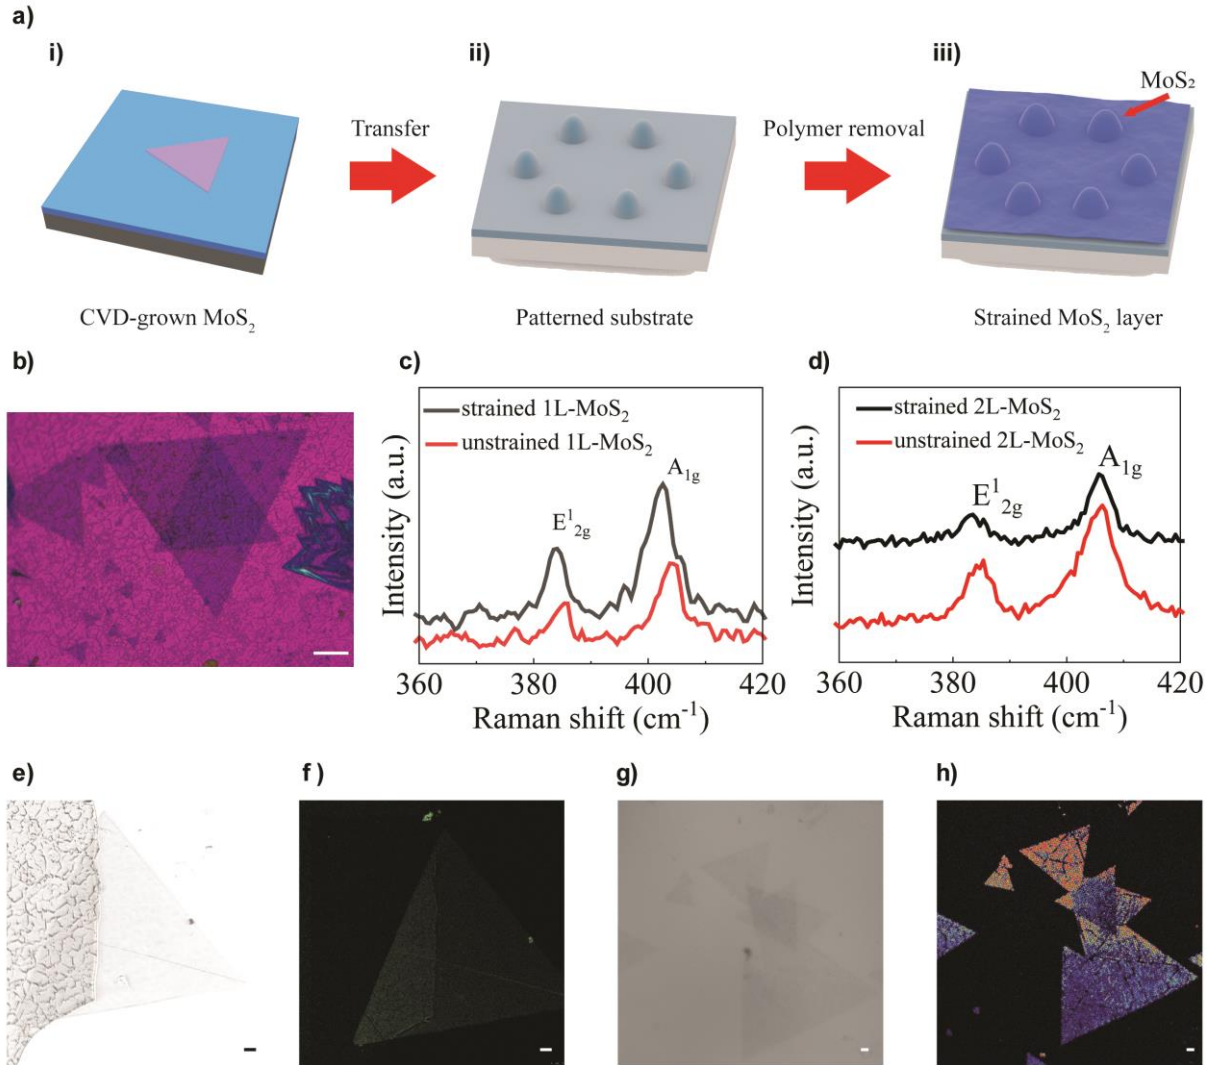 a)
i)
ii)
iii)
MoS₂
Transfer
Polymer removal
CVD-grown MoS₂
Patterned substrate
Strained MoS₂ layer
b)
c)
d)
strained 1L-MoS₂
unstrained 1L-MoS₂
A₁g
E¹₂g
Intensity (a.u.)
360
380
400
420
Raman shift (cm⁻¹)
strained 2L-MoS₂
unstrained 2L-MoS₂
A₁g
E¹₂g
Intensity (a.u.)
360
380
400
420
Raman shift (cm⁻¹)
e)
f )
g)
h)